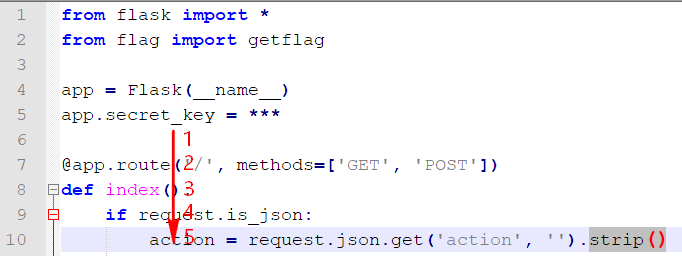 1 from flask import *
2 from flag import getflag
3
4 app = Flask(__name__)
5 app.secret_key = ***
6 1
7 @app.route('/', methods=['GET', 'POST']) 2
8 def index(): 3
9 if request.is_json: 4
10 action = request.json.get('action', '').strip() 5